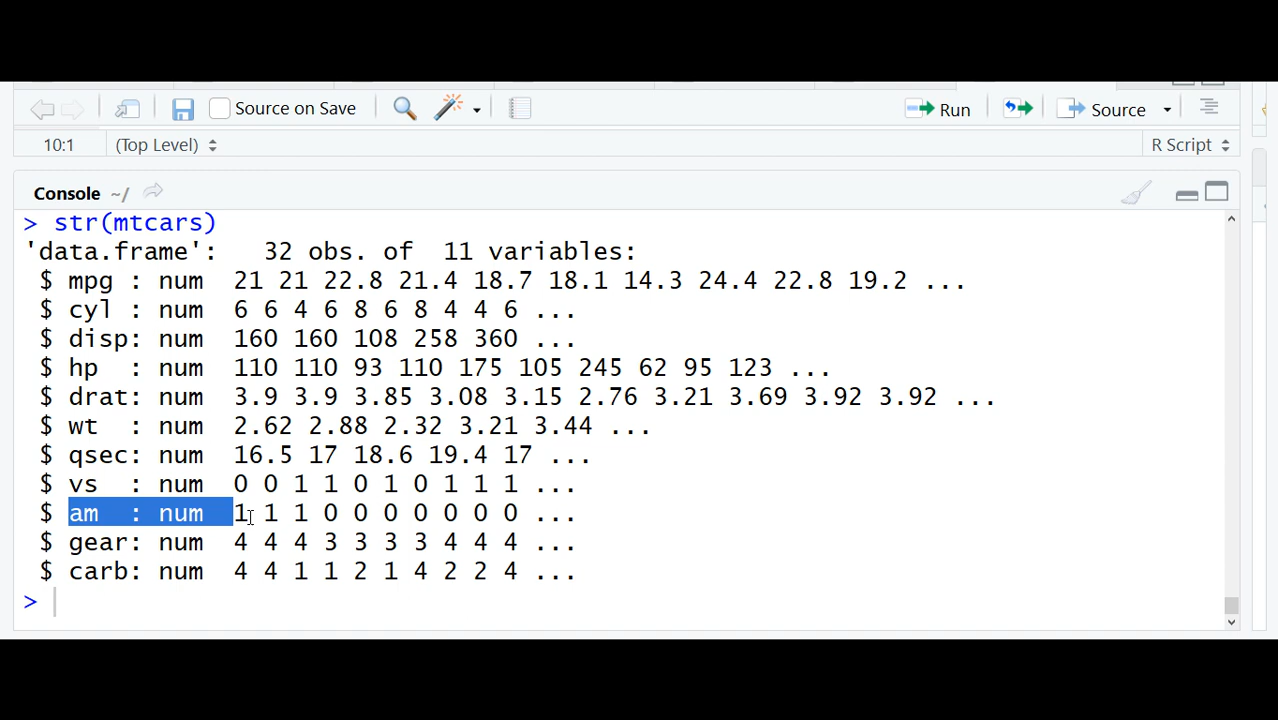 Source on Save
Run
Source
10:1
(Top Level)
R Script
Console ~/
> str(mtcars)
'data.frame':   32 obs. of  11 variables:
 $ mpg : num  21 21 22.8 21.4 18.7 18.1 14.3 24.4 22.8 19.2 ...
 $ cyl : num  6 6 4 6 8 6 8 4 4 6 ...
 $ disp: num  160 160 108 258 360 ...
 $ hp  : num  110 110 93 110 175 105 245 62 95 123 ...
 $ drat: num  3.9 3.9 3.85 3.08 3.15 2.76 3.21 3.69 3.92 3.92 ...
 $ wt  : num  2.62 2.88 2.32 3.21 3.44 ...
 $ qsec: num  16.5 17 18.6 19.4 17 ...
 $ vs  : num  0 0 1 1 0 1 0 1 1 1 ...
 $ am  : num  1 1 1 0 0 0 0 0 0 0 ...
 $ gear: num  4 4 4 3 3 3 3 4 4 4 ...
 $ carb: num  4 4 1 1 2 1 4 2 2 4 ...
>